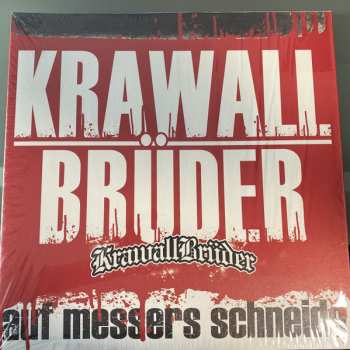 KRAWALL
BRÜDER
KrawallBrüder
auf messers schneide